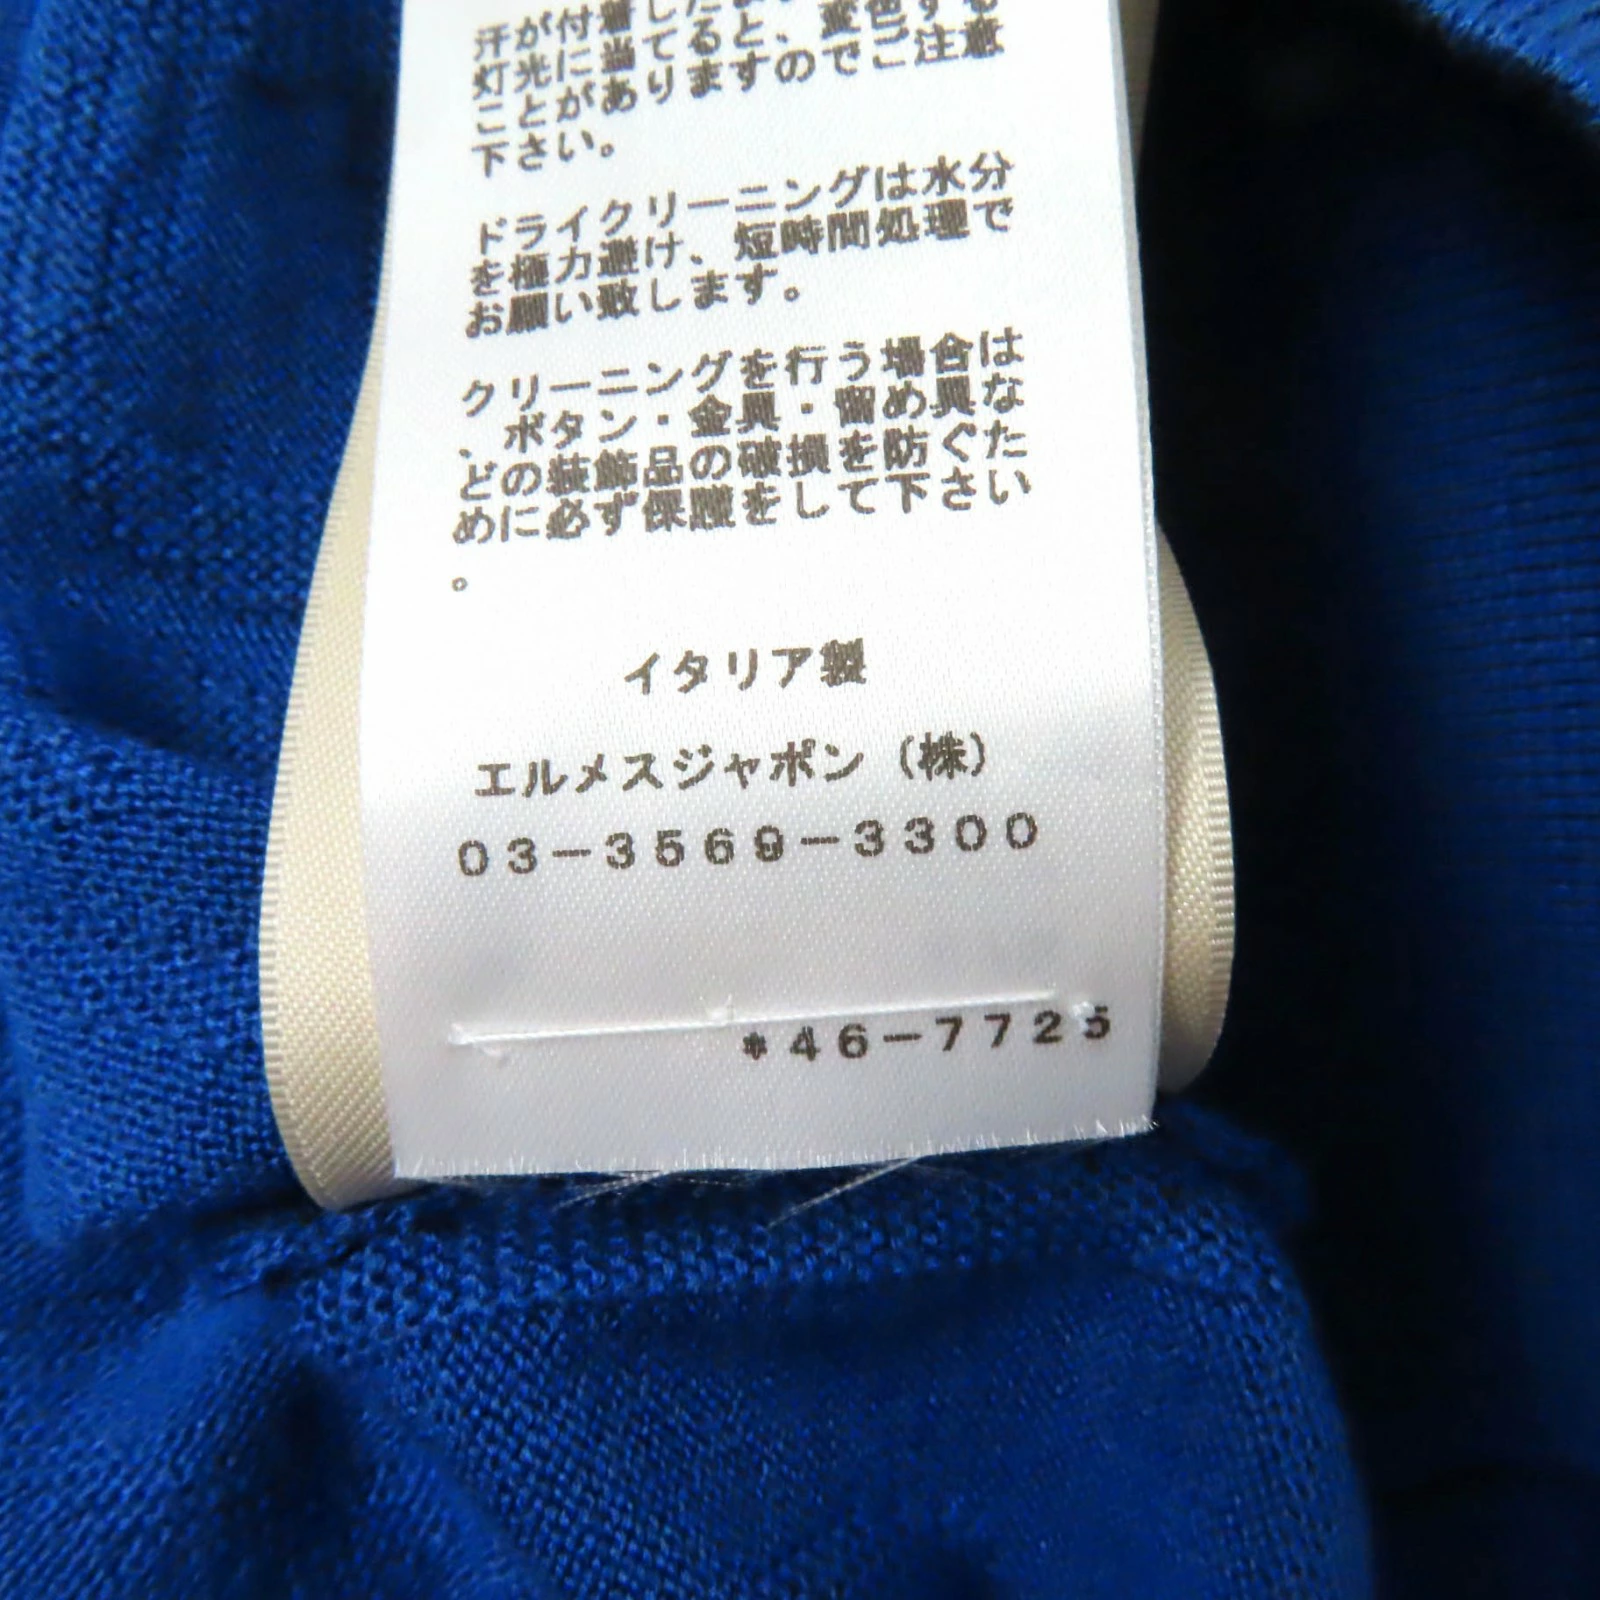 汗が付着した
灯光に当てると、変色する
ことがありますのでご注意
下さい。
ドライクリーニングは水分
を極力避け、短時間処理で
お願い致します。
クリーニングを行う場合は
、ボタン・金具・留め具な
どの装飾品の破損を防ぐた
めに必ず保護をして下さい
。
イタリア製
エルメスジャポン（株）
03-3569-3300
*46-7725